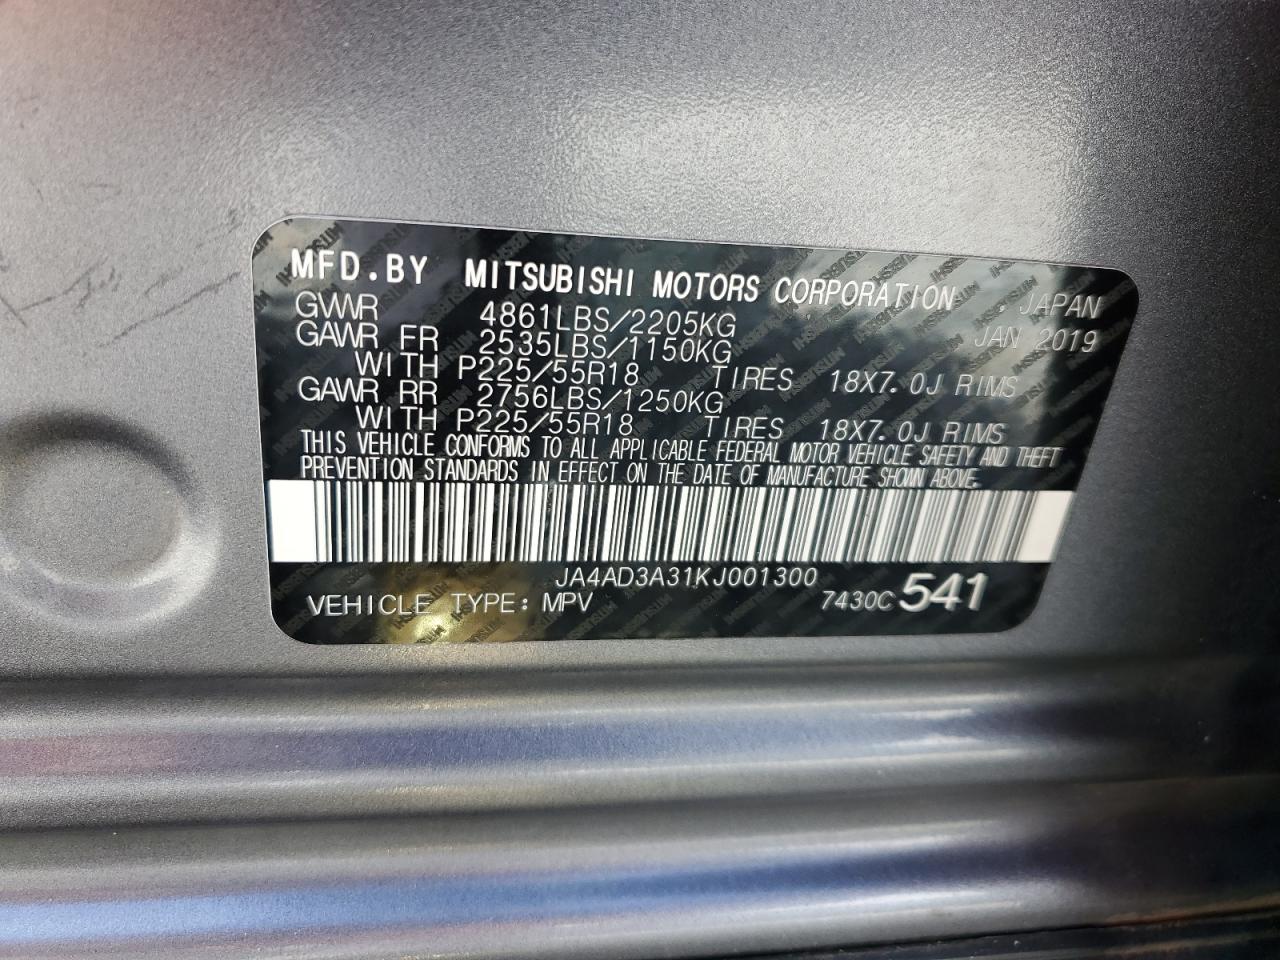 MFD.BY MITSUBISHI MOTORS CORPORATION JAPAN
GVWR 4861LBS/2205KG JAN 2019
GAWR FR 2535LBS/1150KG
WITH P225/55R18 TIRES 18X7.0J RIMS
GAWR RR 2756LBS/1250KG
WITH P225/55R18 TIRES 18X7.0J RIMS
THIS VEHICLE CONFORMS TO ALL APPLICABLE FEDERAL MOTOR VEHICLE SAFETY AND THEFT
PREVENTION STANDARDS IN EFFECT ON THE DATE OF MANUFACTURE SHOWN ABOVE.
JA4AD3A31KJ001300
VEHICLE TYPE: MPV 7430C 541